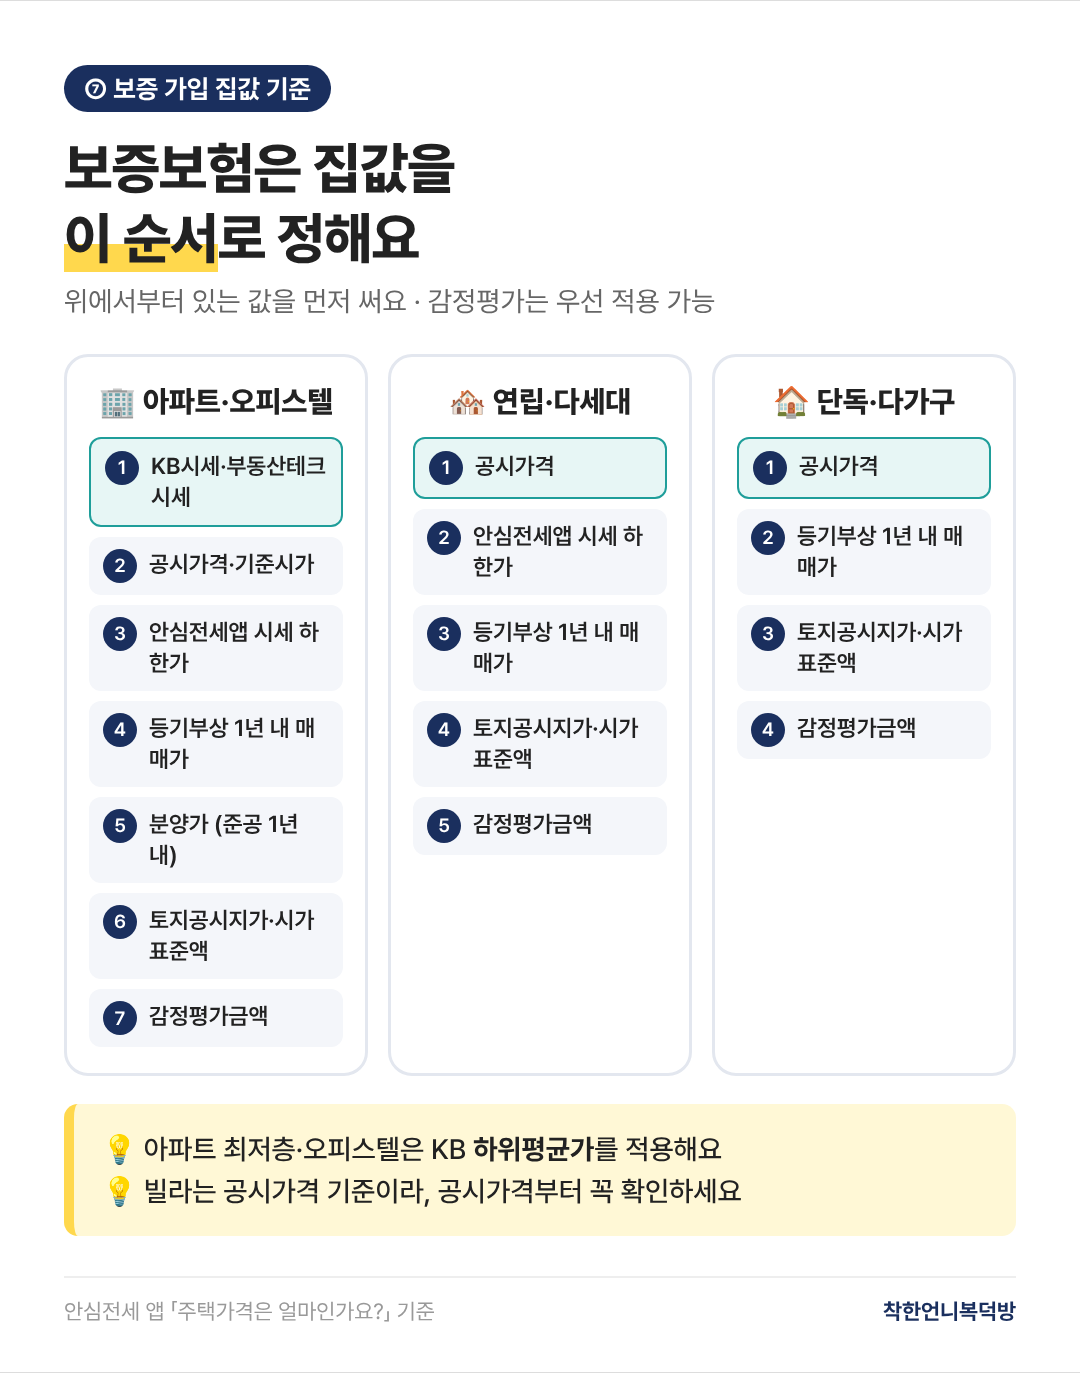 ⑦ 보증 가입 집값 기준
보증보험은 집값을
이 순서로 정해요
위에서부터 있는 값을 먼저 써요 · 감정평가는 우선 적용 가능
아파트·오피스텔
1 KB시세·부동산테크
시세
2 공시가격·기준시가
3 안심전세앱 시세 하
한가
4 등기부상 1년 내 매
매가
5 분양가 (준공 1년
내)
6 토지공시지가·시가
표준액
7 감정평가금액
연립·다세대
1 공시가격
2 안심전세앱 시세 하
한가
3 등기부상 1년 내 매
매가
4 토지공시지가·시가
표준액
5 감정평가금액
단독·다가구
1 공시가격
2 등기부상 1년 내 매
매가
3 토지공시지가·시가
표준액
4 감정평가금액
아파트 최저층·오피스텔은 KB 하위평균가를 적용해요
빌라는 공시가격 기준이라, 공시가격부터 꼭 확인하세요
안심전세 앱 「주택가격은 얼마인가요?」 기준
착한언니복덕방